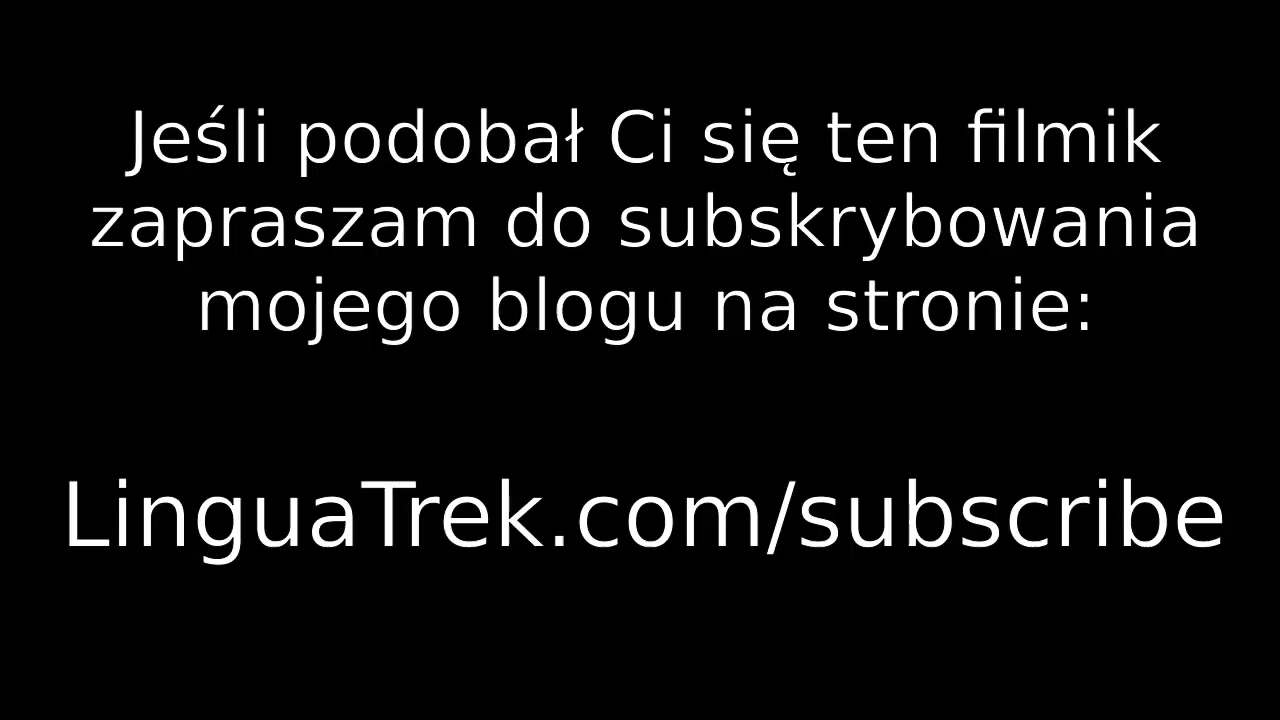 Jeśli podobał Ci się ten filmik
zapraszam do subskrybowania
mojego blogu na stronie:
LinguaTrek.com/subscribe